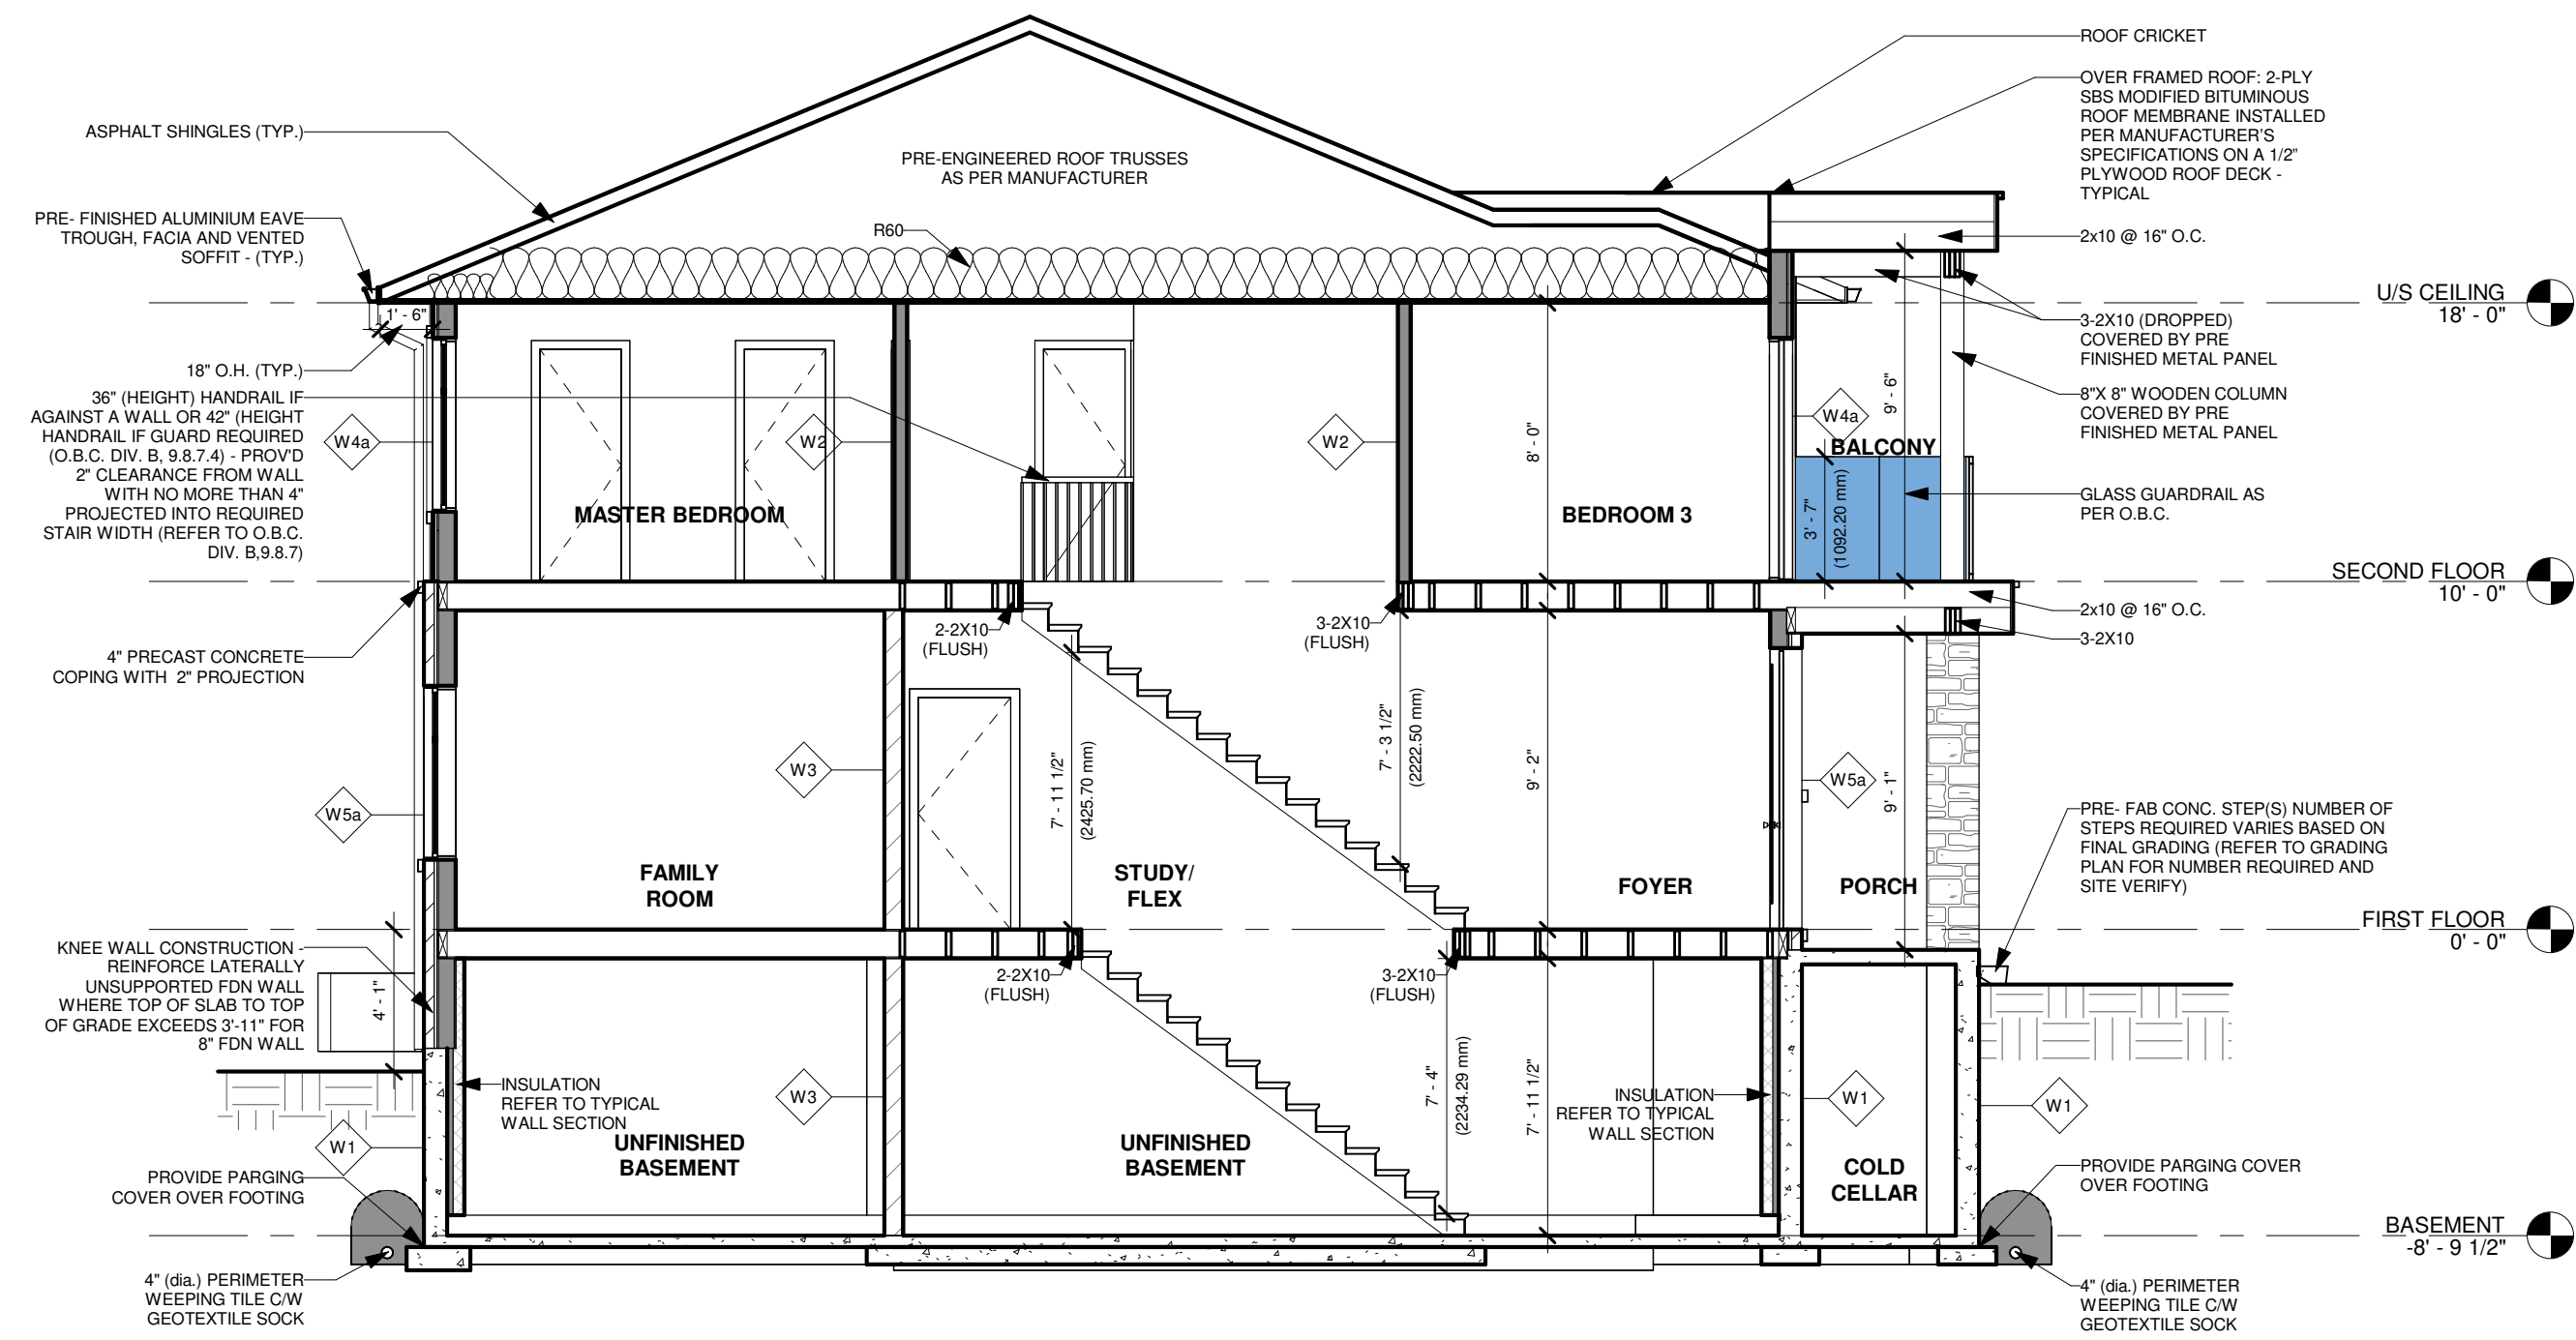 ROOF CRICKET
OVER FRAMED ROOF: 2-PLY
SBS MODIFIED BITUMINOUS
ROOF MEMBRANE INSTALLED
PER MANUFACTURER'S
SPECIFICATIONS ON A 1/2"
PLYWOOD ROOF DECK -
TYPICAL
ASPHALT SHINGLES (TYP.)
PRE-ENGINEERED ROOF TRUSSES
AS PER MANUFACTURER
PRE- FINISHED ALUMINIUM EAVE
TROUGH, FACIA AND VENTED
SOFFIT - (TYP.)
R60
2x10 @ 16" O.C.
U/S CEILING
18' - 0"
1' - 6"
3-2X10 (DROPPED)
COVERED BY PRE
FINISHED METAL PANEL
18" O.H. (TYP.)
36" (HEIGHT) HANDRAIL IF
AGAINST A WALL OR 42" (HEIGHT
HANDRAIL IF GUARD REQUIRED
(O.B.C. DIV. B, 9.8.7.4) - PROV'D
2" CLEARANCE FROM WALL
WITH NO MORE THAN 4"
PROJECTED INTO REQUIRED
STAIR WIDTH (REFER TO O.B.C.
DIV. B,9.8.7)
8"X 8" WOODEN COLUMN
COVERED BY PRE
FINISHED METAL PANEL
W4a
W2
W2
8' - 0"
W4a
9' - 6"
BALCONY
MASTER BEDROOM
BEDROOM 3
3' - 7"
(1092.20 mm)
GLASS GUARDRAIL AS
PER O.B.C.
SECOND FLOOR
10' - 0"
2x10 @ 16" O.C.
3-2X10
2-2X10
(FLUSH)
3-2X10
(FLUSH)
4" PRECAST CONCRETE
COPING WITH 2" PROJECTION
W3
7' - 11 1/2"
(2425.70 mm)
7' - 3 1/2"
(2222.50 mm)
9' - 2"
W5a
9' - 1"
W5a
PRE- FAB CONC. STEP(S) NUMBER OF
STEPS REQUIRED VARIES BASED ON
FINAL GRADING (REFER TO GRADING
PLAN FOR NUMBER REQUIRED AND
SITE VERIFY)
FAMILY
ROOM
STUDY/
FLEX
FOYER
PORCH
FIRST FLOOR
0' - 0"
KNEE WALL CONSTRUCTION -
REINFORCE LATERALLY
UNSUPPORTED FDN WALL
WHERE TOP OF SLAB TO TOP
OF GRADE EXCEEDS 3'-11" FOR
8" FDN WALL
4' - 1"
2-2X10
(FLUSH)
3-2X10
(FLUSH)
INSULATION
REFER TO TYPICAL
WALL SECTION
W3
7' - 4"
(2234.29 mm)
7' - 11 1/2"
INSULATION
REFER TO TYPICAL
WALL SECTION
W1
W1
W1
UNFINISHED
BASEMENT
UNFINISHED
BASEMENT
COLD
CELLAR
PROVIDE PARGING
COVER OVER FOOTING
PROVIDE PARGING COVER
OVER FOOTING
BASEMENT
-8' - 9 1/2"
4" (dia.) PERIMETER
WEEPING TILE C/W
GEOTEXTILE SOCK
4" (dia.) PERIMETER
WEEPING TILE C/W
GEOTEXTILE SOCK